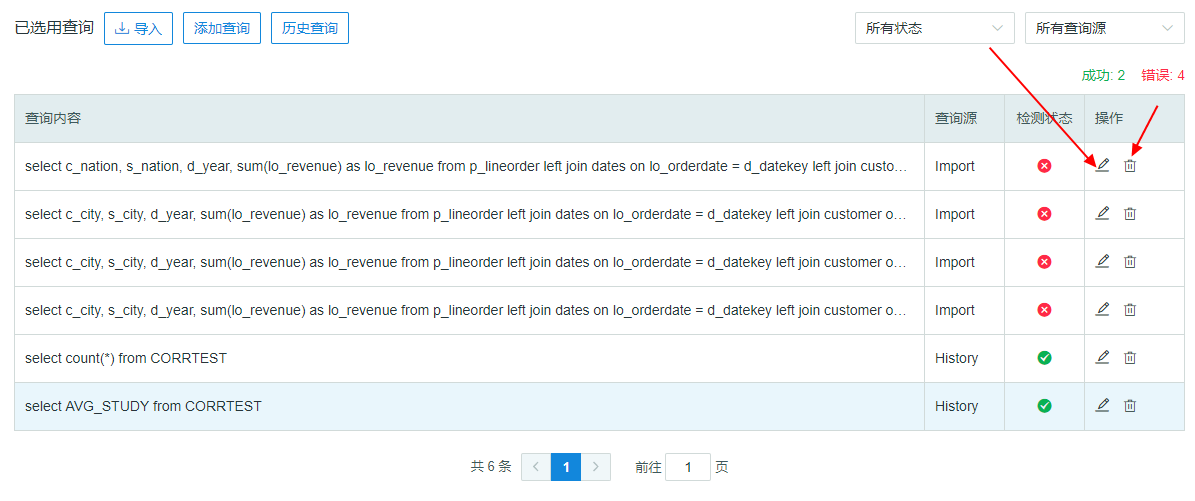 已选用查询 导入 添加查询 历史查询 所有状态 所有查询源
成功: 2 错误: 4
查询内容 查询源 检测状态 操作
select c_nation, s_nation, d_year, sum(lo_revenue) as lo_revenue from p_lineorder left join dates on lo_orderdate = d_datekey left join custo… Import
select c_city, s_city, d_year, sum(lo_revenue) as lo_revenue from p_lineorder left join dates on lo_orderdate = d_datekey left join customer o… Import
select c_city, s_city, d_year, sum(lo_revenue) as lo_revenue from p_lineorder left join dates on lo_orderdate = d_datekey left join customer o… Import
select c_city, s_city, d_year, sum(lo_revenue) as lo_revenue from p_lineorder left join dates on lo_orderdate = d_datekey left join customer o… Import
select count(*) from CORRTEST History
select AVG_STUDY from CORRTEST History
共 6 条 1 前往 1 页